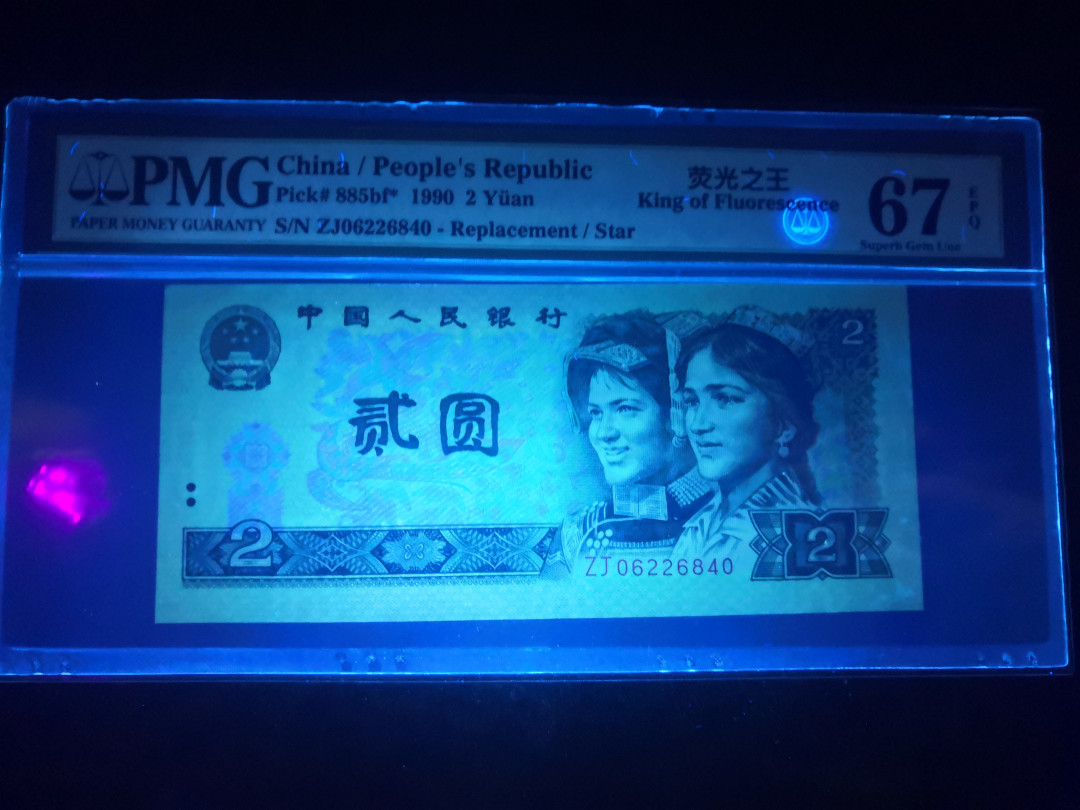 PMG
PAPER MONEY GUARANTY
China / People's Republic
Pick# 885bf* 1990 2 Yüan
S/N ZJ06226840 - Replacement / Star
荧光之王
King of Fluorescence
67
EPQ
Superb Gem Unc
中国人民银行
2
贰圆
2
ZJ06226840
2